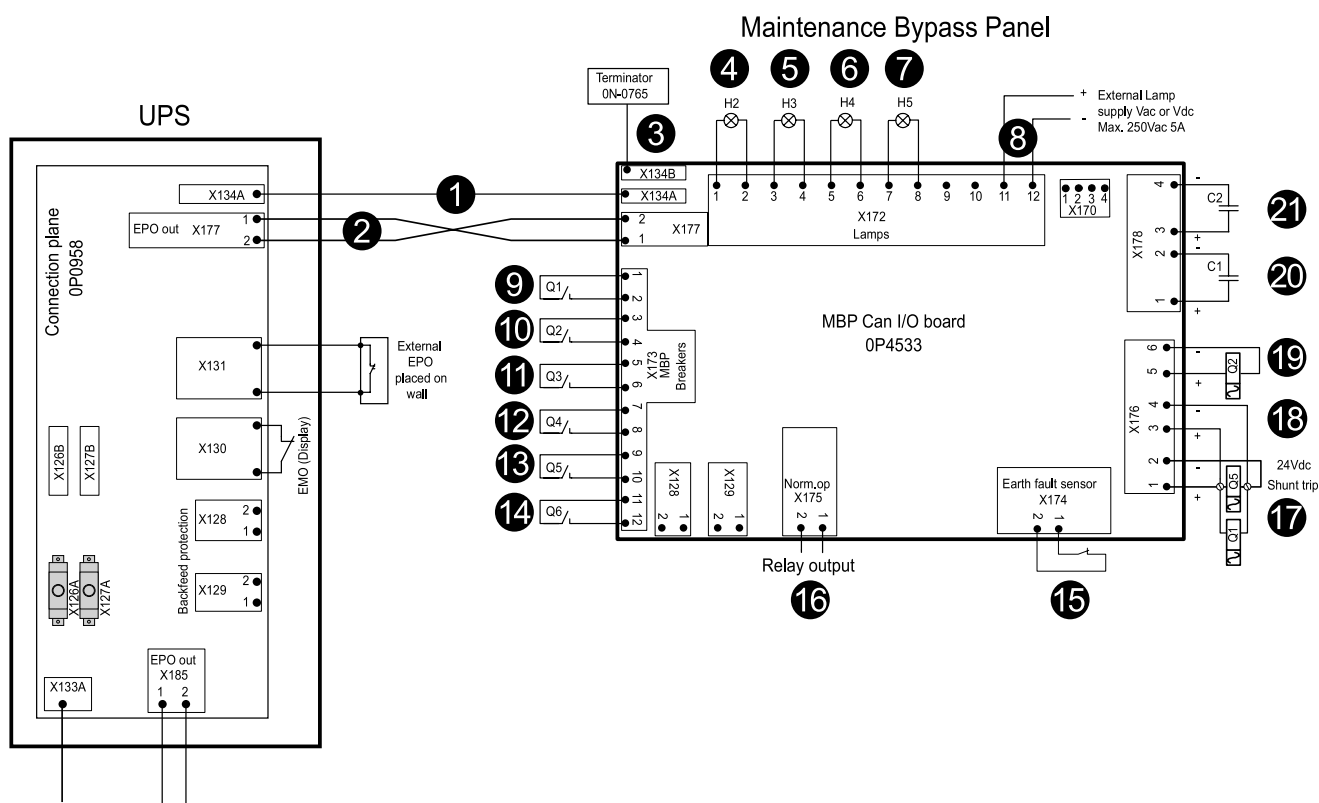 Maintenance Bypass Panel
UPS
Terminator
0N-0765
3
4
5
6
7
H2
H3
H4
H5
8
+
-
External Lamp
supply Vac or Vdc
Max. 250Vac 5A
Connection plane
0P0958
X134A
EPO out X177
1
2
1
2
X134B
X134A
2
1
X177
1 2 3 4 5 6 7 8 9 10 11 12
X172
Lamps
1 2 3 4
X170
X131
External
EPO
placed on
wall
X130
EMO (Display)
X126B
X127B
Backfeed protection
X128
2
1
X129
2
1
X126A
X127A
X133A
EPO out
X185
1 2
9
Q1
10
Q2
11
Q3
12
Q4
13
Q5
14
Q6
1
2
3
4
5
6
7
8
9
10
11
12
X173
MBP
Breakers
MBP Can I/O board
0P4533
X128
2 1
X129
2 1
Norm.op
X175
2 1
Relay output
16
Earth fault sensor
X174
2 1
15
X178
4
3
2
1
-
C2
+
-
C1
+
21
20
X176
6
5
4
3
2
1
-
+
-
+
-
+
Q2
19
18
24Vdc
Shunt trip
Q5
Q1
17